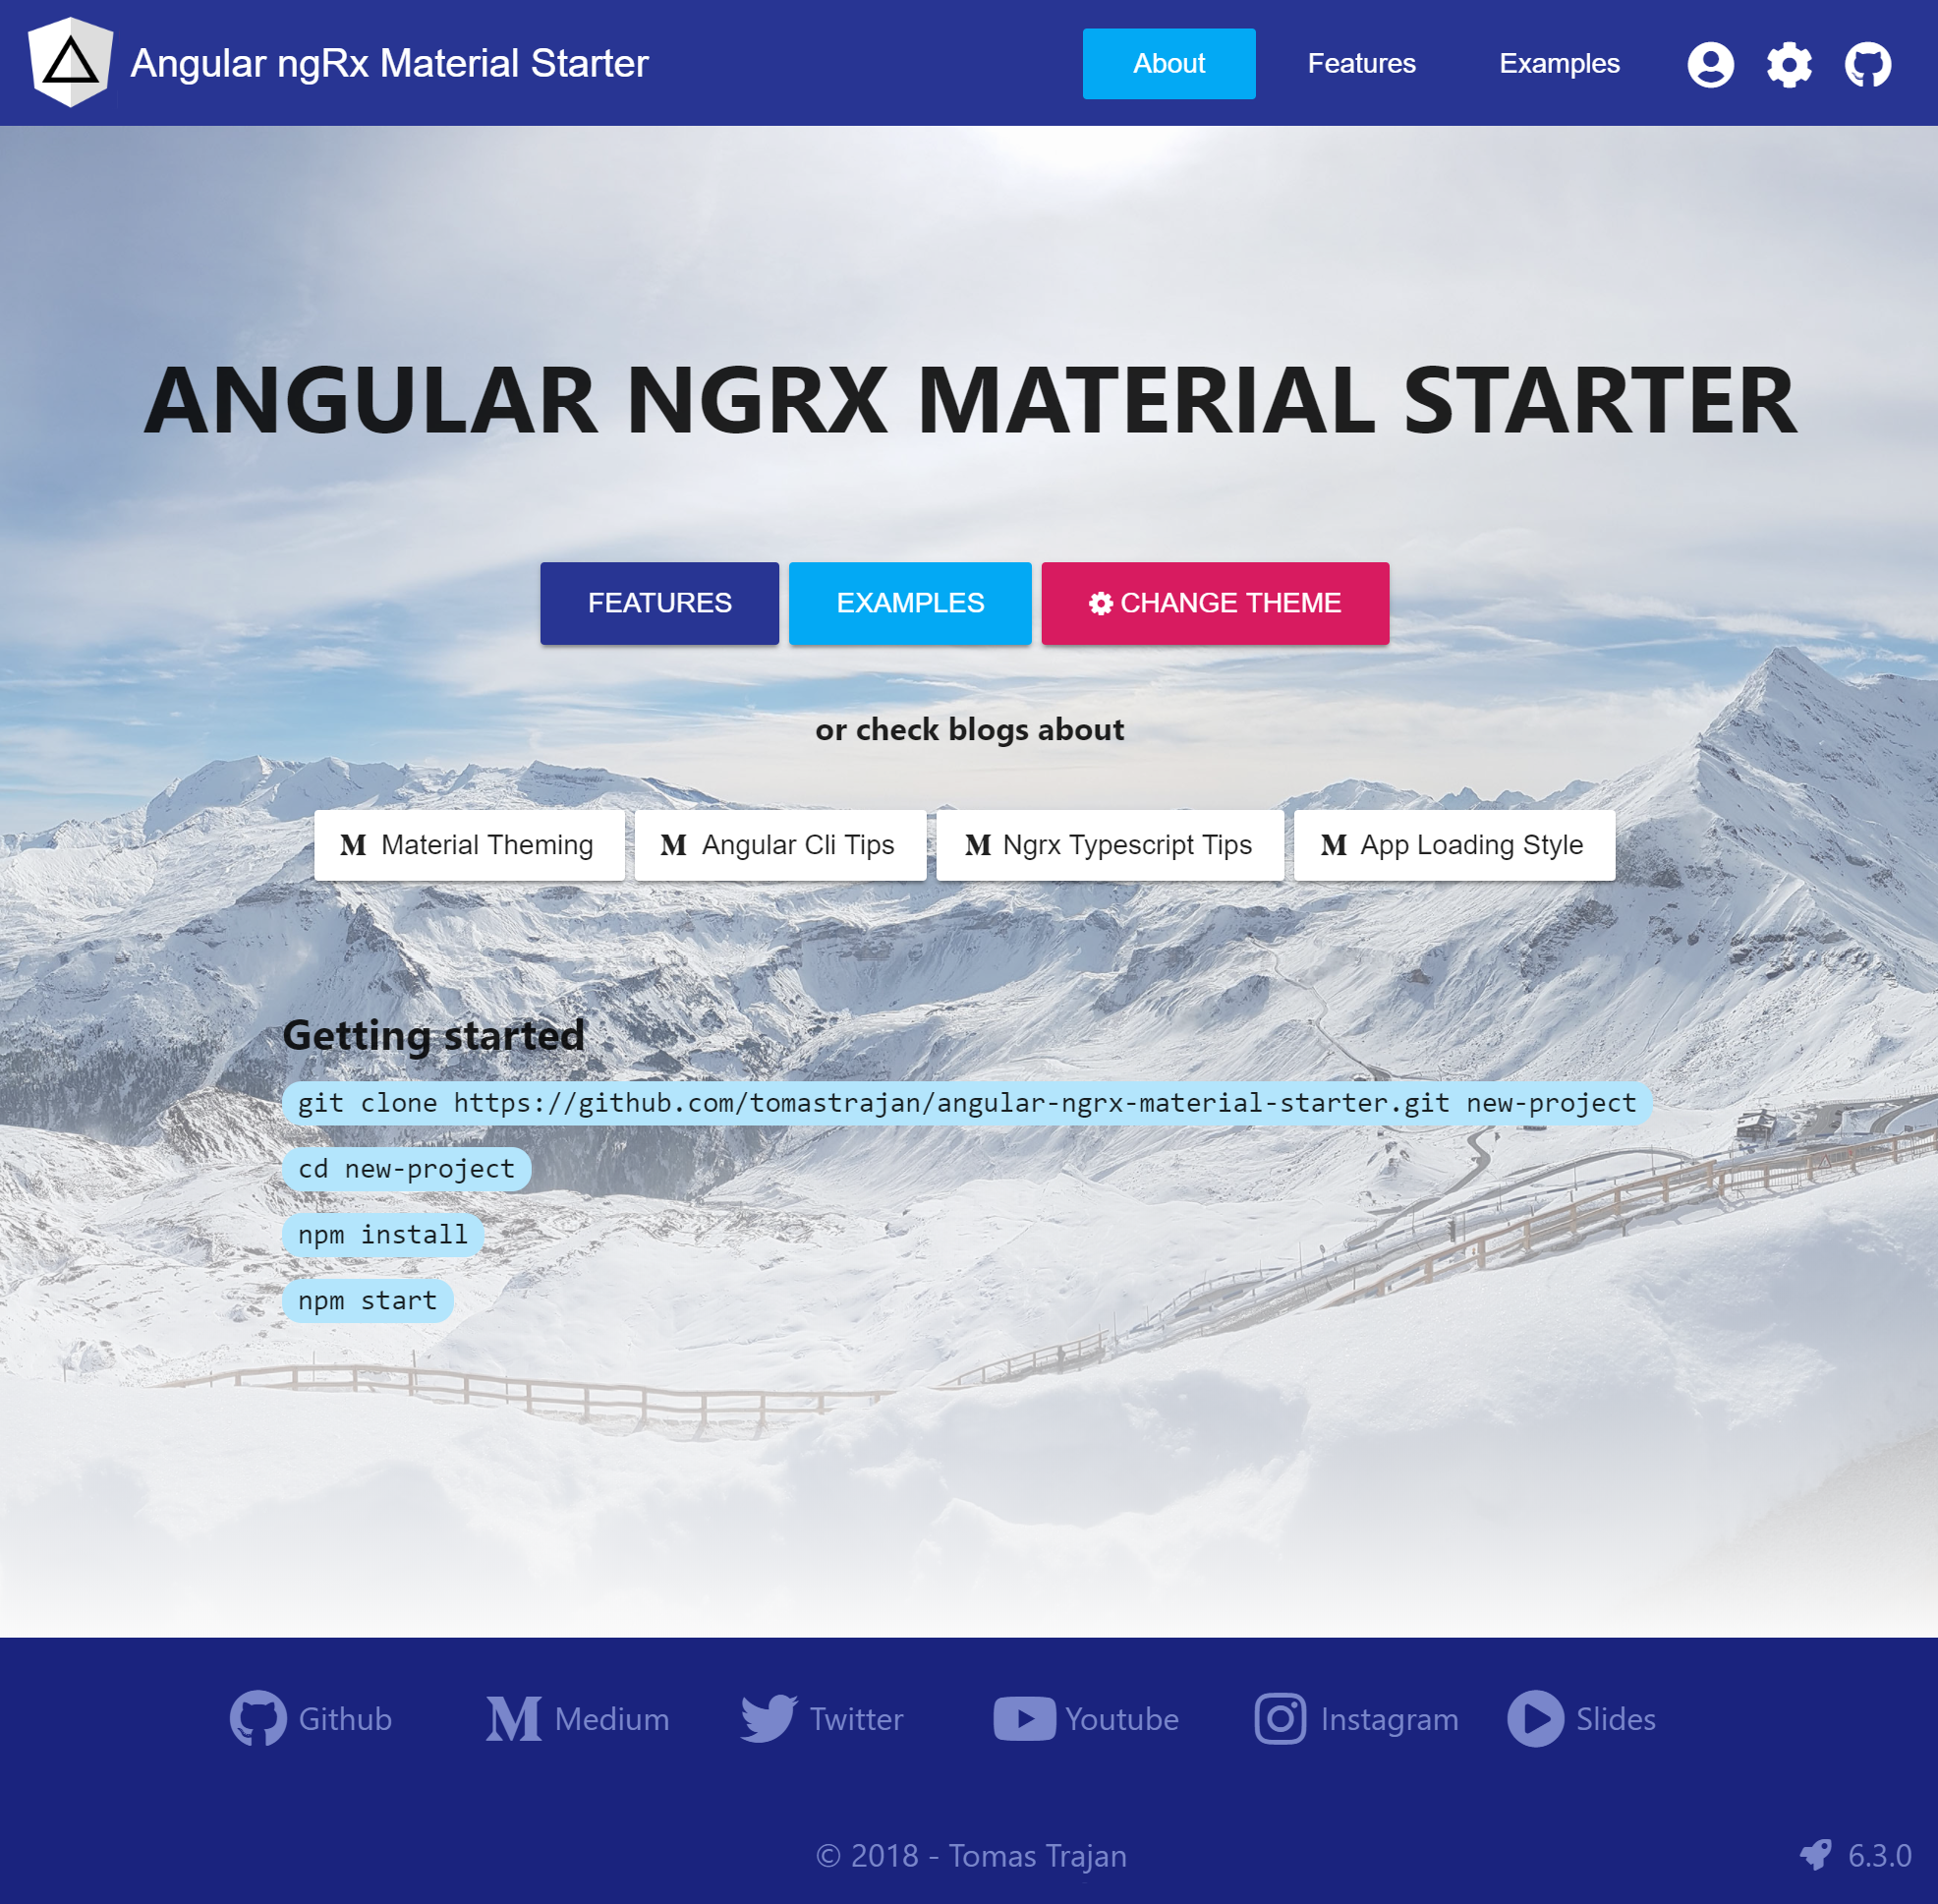 Angular ngRx Material Starter About Features Examples
ANGULAR NGRX MATERIAL STARTER
FEATURES EXAMPLES CHANGE THEME
or check blogs about
M Material Theming M Angular Cli Tips M Ngrx Typescript Tips M App Loading Style
Getting started
git clone https://github.com/tomastrajan/angular-ngrx-material-starter.git new-project
cd new-project
npm install
npm start
Github M Medium Twitter Youtube Instagram Slides
© 2018 - Tomas Trajan 6.3.0